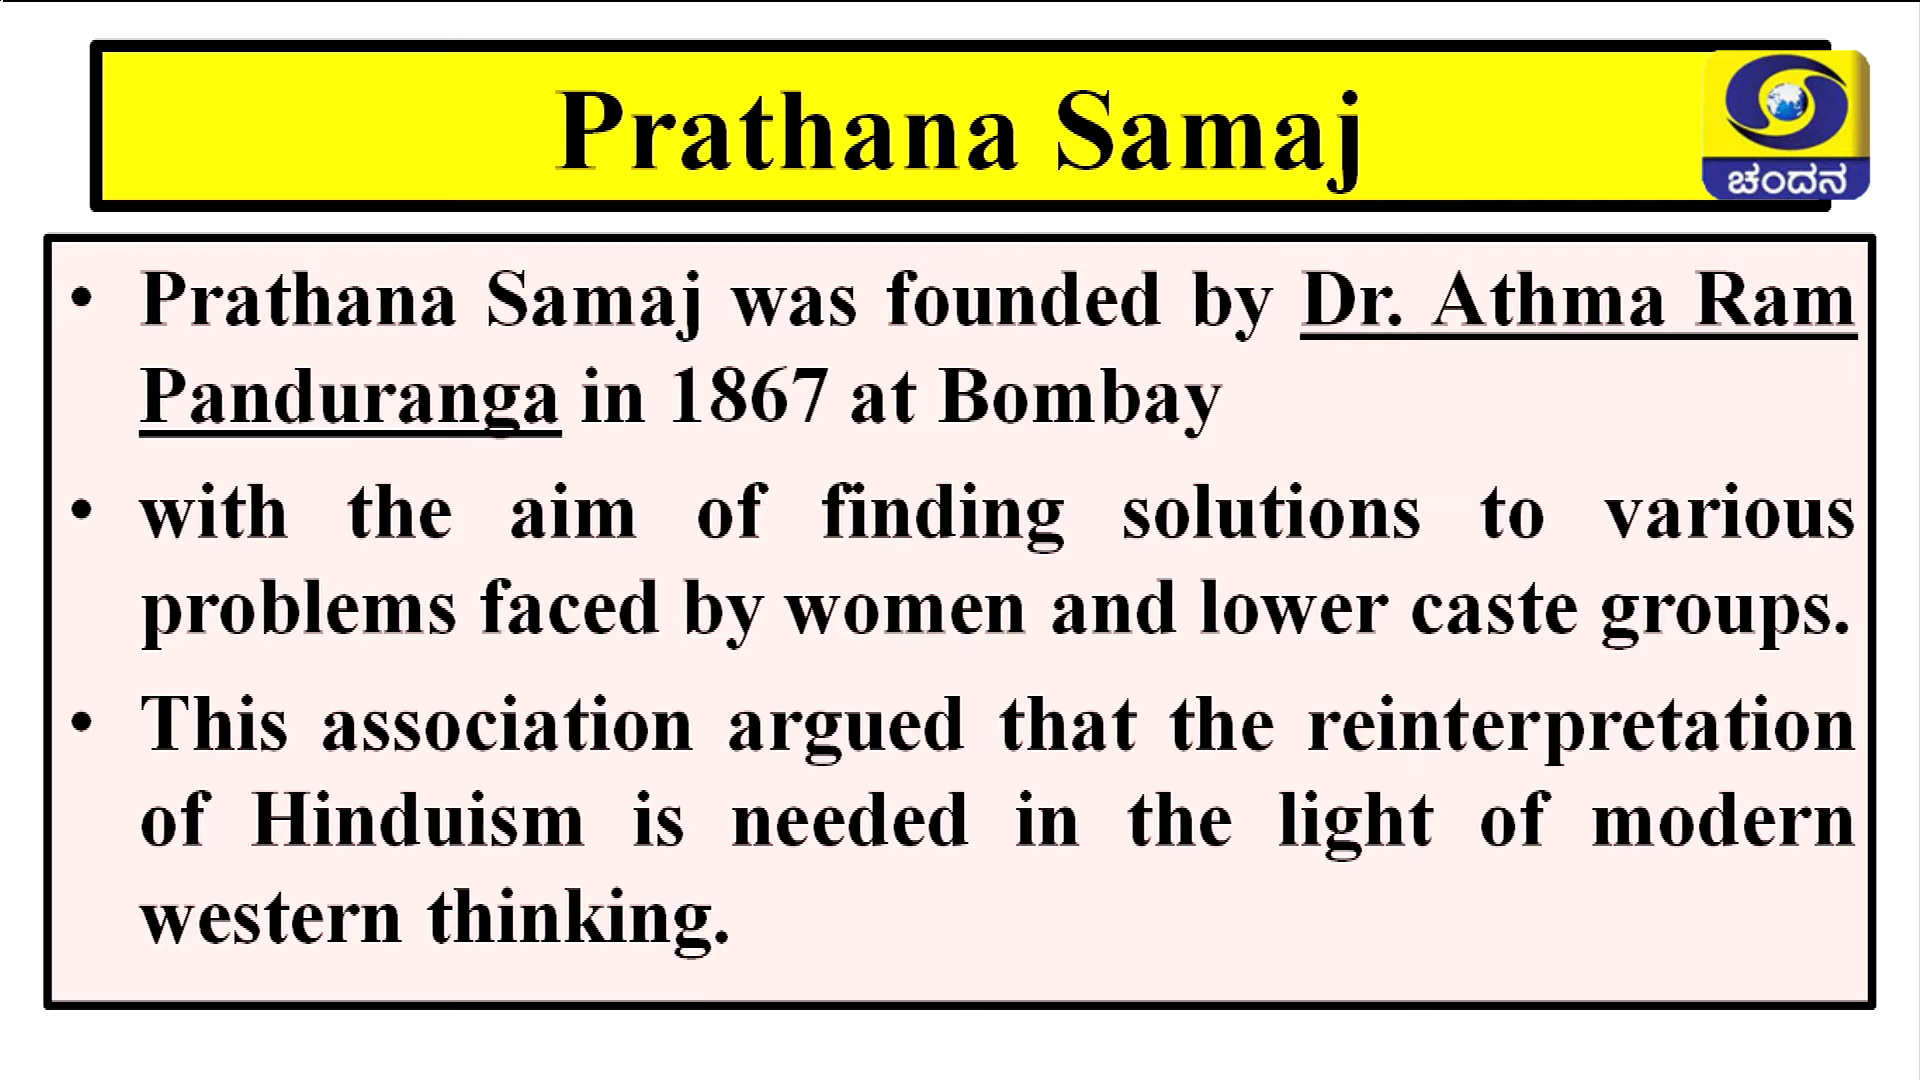 Prathana Samaj
ಚಂದನ
• Prathana Samaj was founded by Dr. Athma Ram
Panduranga in 1867 at Bombay
• with the aim of finding solutions to various
problems faced by women and lower caste groups.
• This association argued that the reinterpretation
of Hinduism is needed in the light of modern
western thinking.